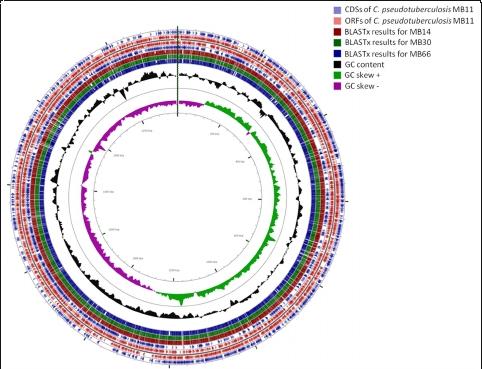 CDSs of C. pseudotuberculosis MB11
ORFs of C. pseudotuberculosis MB11
BLASTx results for MB14
BLASTx results for MB30
BLASTx results for MB66
GC content
GC skew +
GC skew -